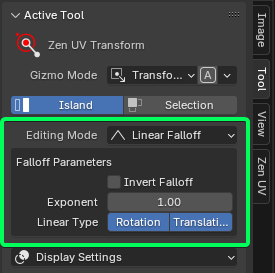 Active Tool
Zen UV Transform
Gizmo Mode Transfo... A
Island Selection
Editing Mode Linear Falloff
Falloff Parameters
Invert Falloff
Exponent 1.00
Linear Type Rotation Translati...
Display Settings
Image
Tool
View
Zen UV